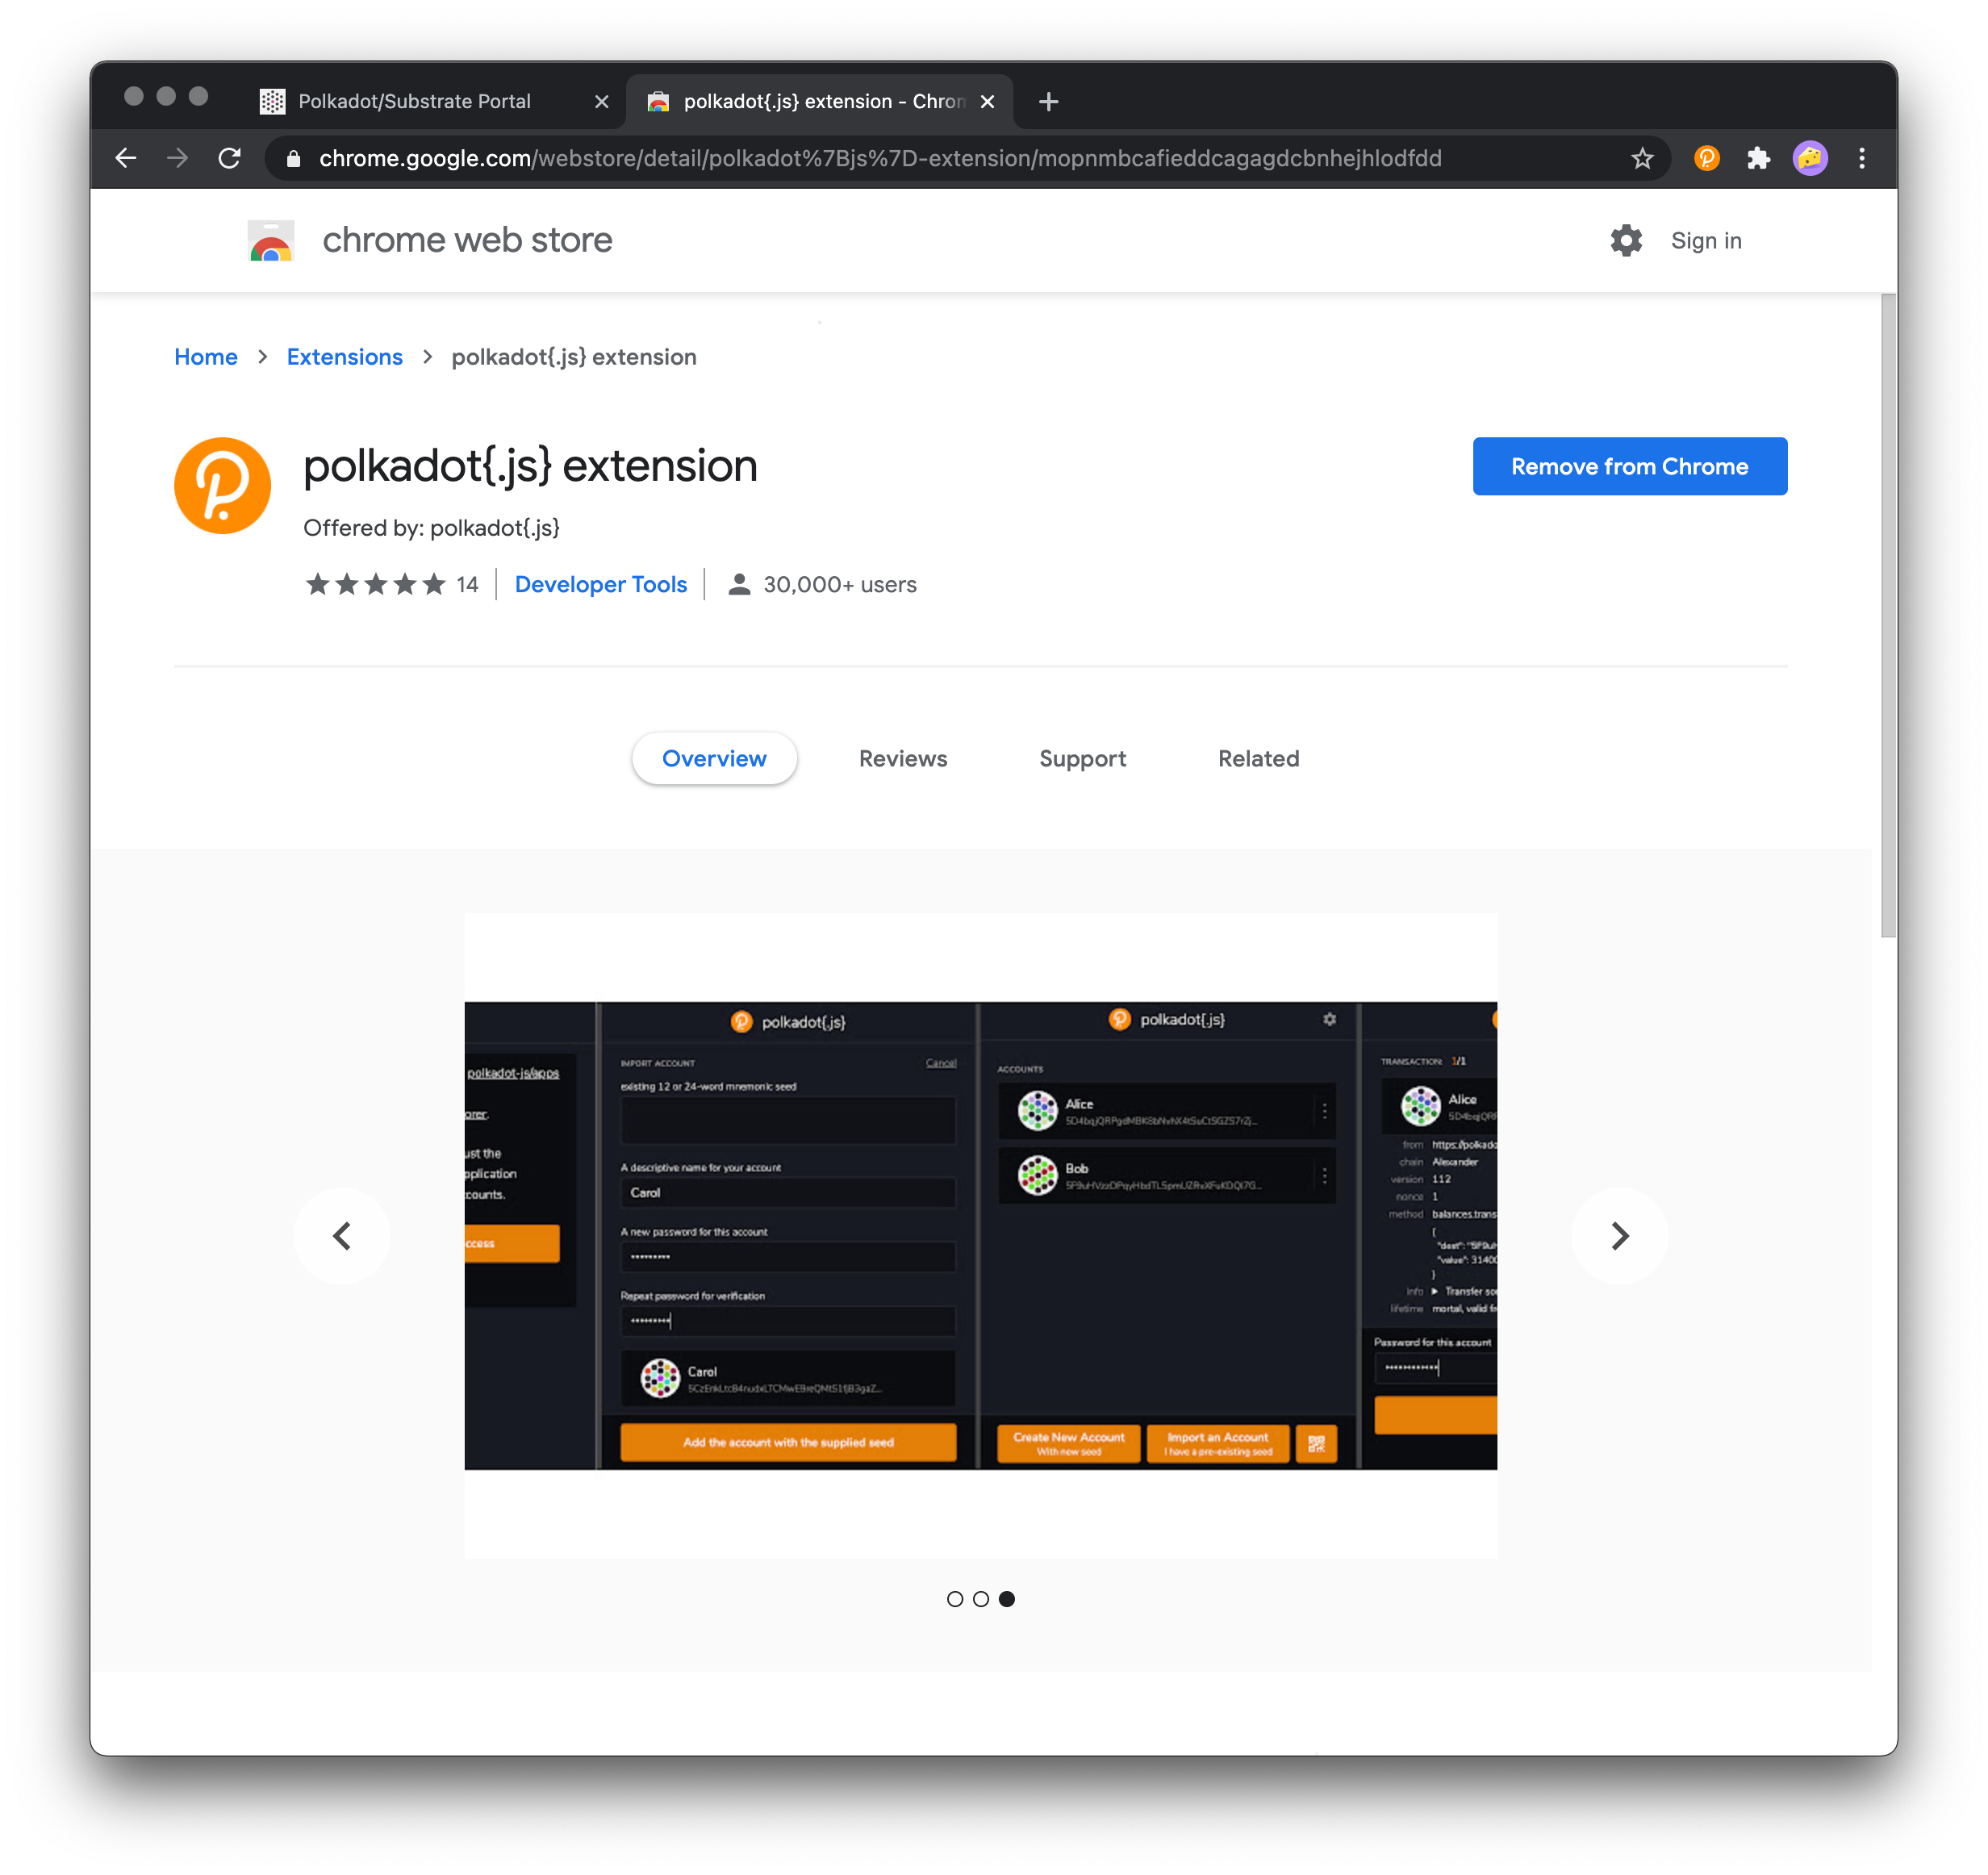 Polkadot/Substrate Portal
polkadot{.js} extension - Chrom
chrome.google.com/webstore/detail/polkadot%7Bjs%7D-extension/mopnmbcafieddcagagdcbnhejhlodfdd
chrome web store
Sign in
Home > Extensions > polkadot{.js} extension
polkadot{.js} extension
Remove from Chrome
Offered by: polkadot{.js}
14
Developer Tools
30,000+ users
Overview
Reviews
Support
Related
polkadot-js/apps
orer.
ust the
pplication
counts.
ccess
polkadot{.js}
IMPORT ACCOUNT
Cancel
existing 12 or 24-word mnemonic seed
A descriptive name for your account
Carol
A new password for this account
Repeat password for verification
Carol
Add the account with the supplied seed
polkadot{.js}
ACCOUNTS
Alice
Bob
Create New Account
With new seed
Import an Account
I have a pre-existing seed
TRANSACTION 1/1
Alice
from https://polkado
chain Alexander
version 112
nonce 1
method balances.trans
{
"dest": "5F9uH
"value": 31400
}
info ▶ Transfer so
lifetime mortal, valid fr
Password for this account